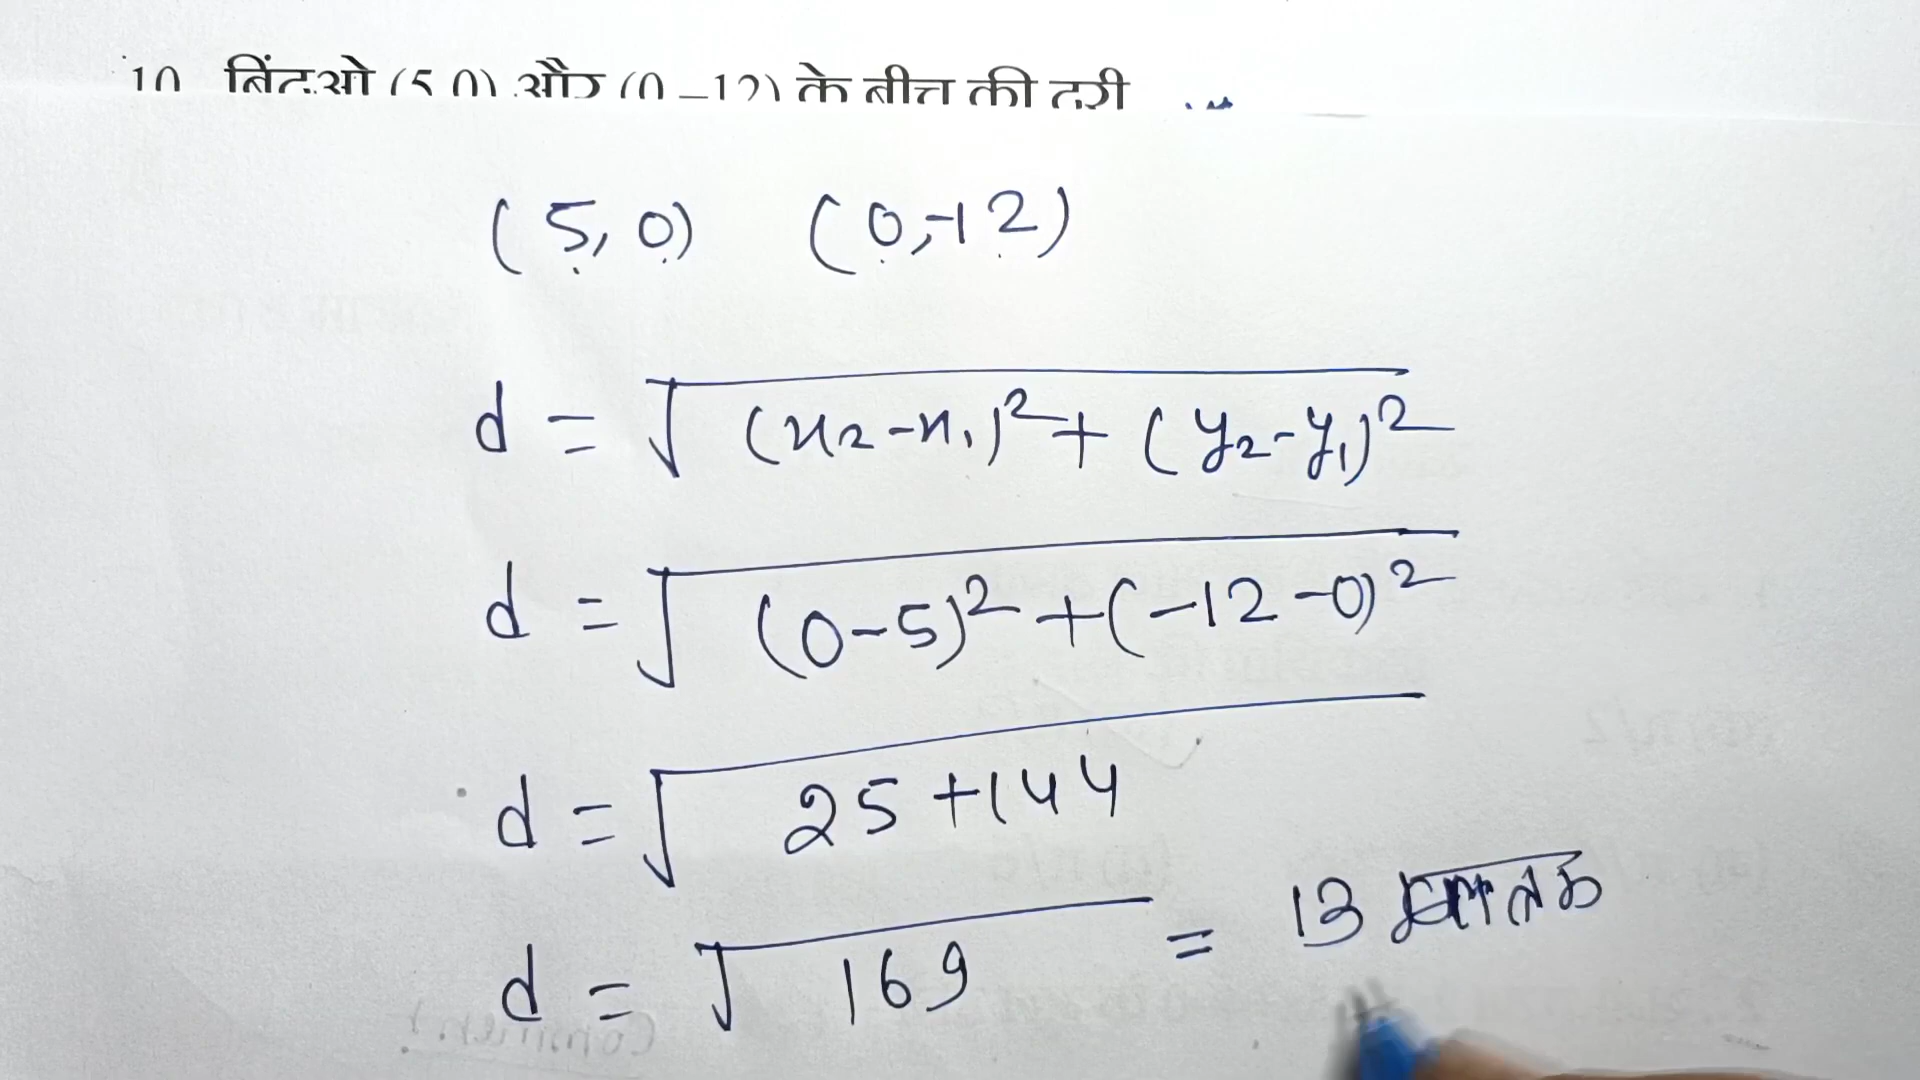 10 बिंदुओ (5,0) और (0,–12) के बीच की दूरी
(5, 0) (0,-12)
d = √(x₂-x₁)² + (y₂-y₁)²
d = √(0-5)² + (-12-0)²
d = √25+144
d = √169 = 13